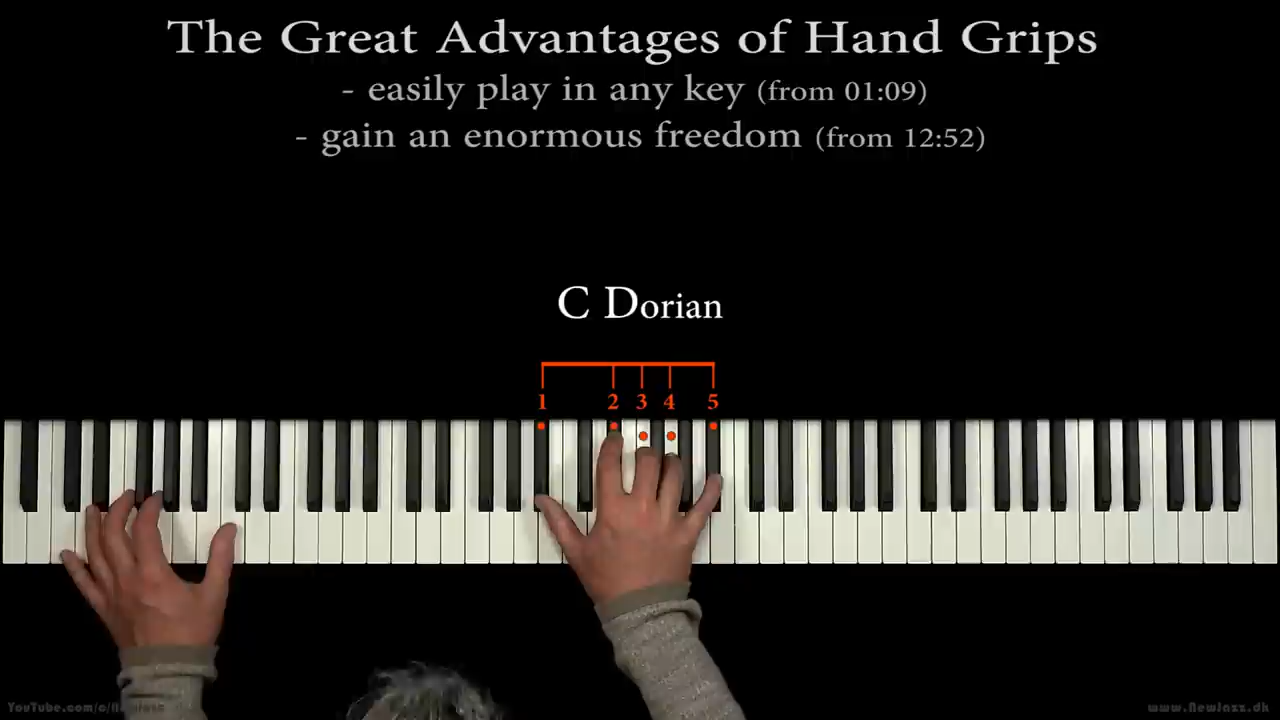 The Great Advantages of Hand Grips
- easily play in any key (from 01:09)
- gain an enormous freedom (from 12:52)
C Dorian
1 2 3 4 5
www.NewJazz.dk